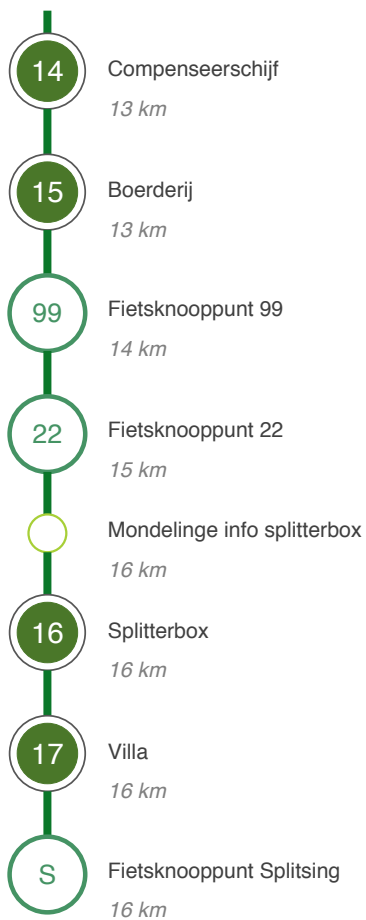 14
Compenseerschijf
13 km
15
Boerderij
13 km
99
Fietsknooppunt 99
14 km
22
Fietsknooppunt 22
15 km
Mondelinge info splitterbox
16 km
16
Splitterbox
16 km
17
Villa
16 km
S
Fietsknooppunt Splitsing
16 km